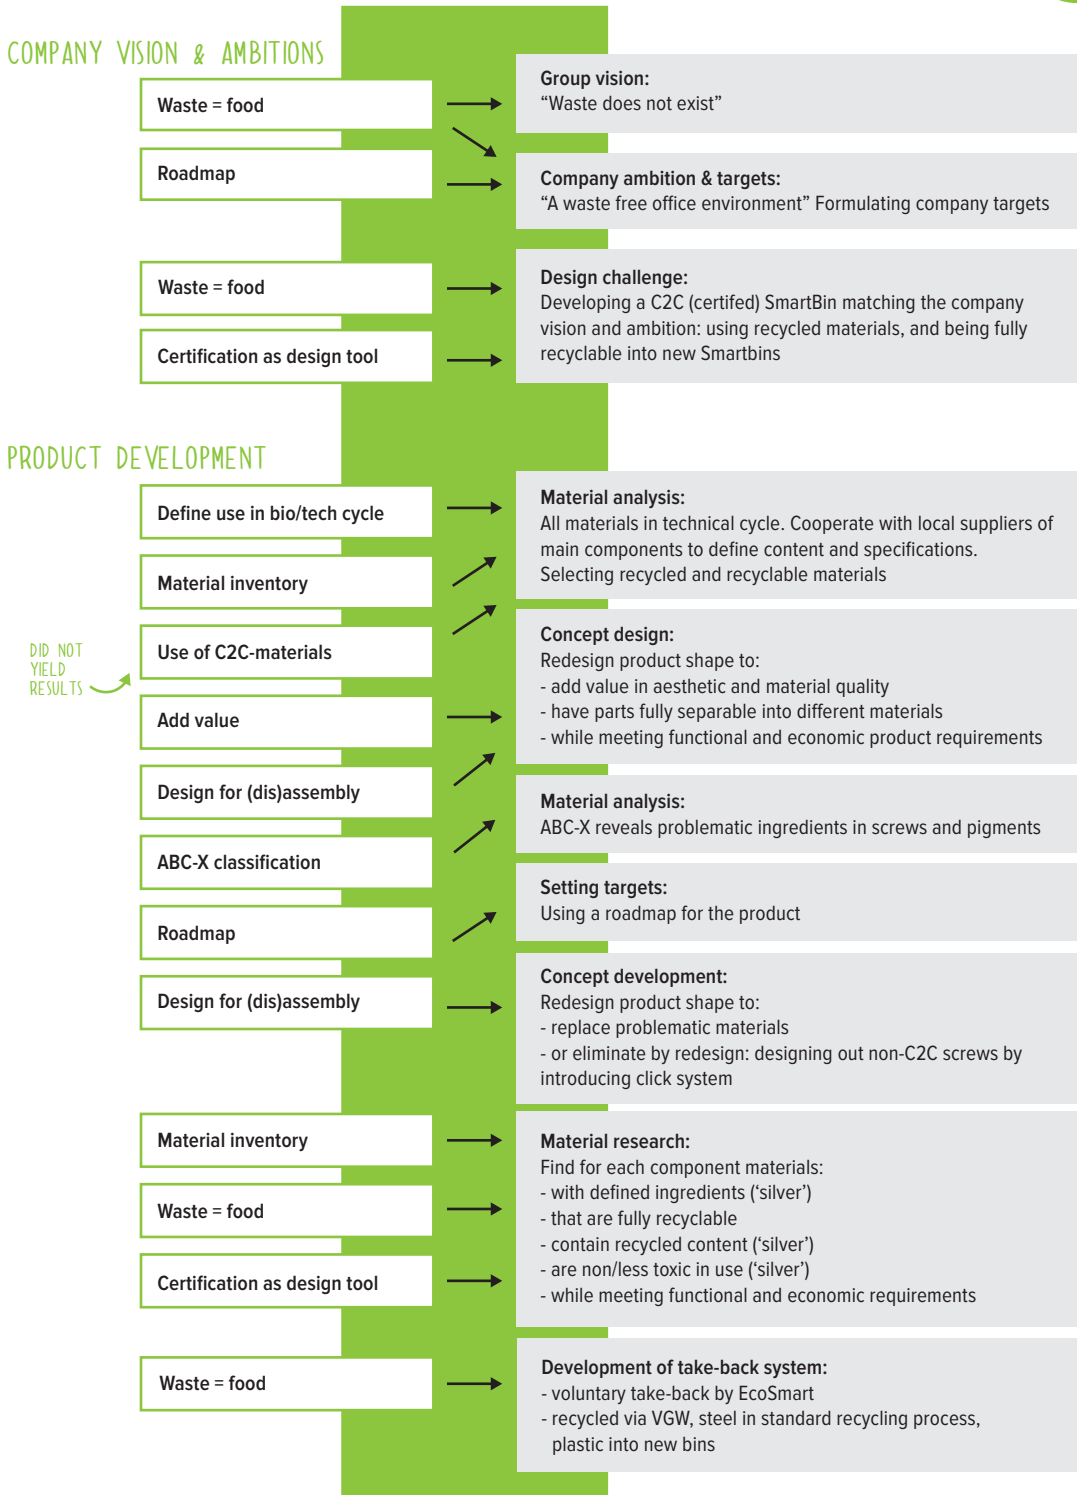 COMPANY VISION & AMBITIONS
Waste = food
Group vision:
“Waste does not exist”
Roadmap
Company ambition & targets:
“A waste free office environment” Formulating company targets
Waste = food
Certification as design tool
Design challenge:
Developing a C2C (certifed) SmartBin matching the company
vision and ambition: using recycled materials, and being fully
recyclable into new Smartbins
PRODUCT DEVELOPMENT
Define use in bio/tech cycle
Material inventory
Material analysis:
All materials in technical cycle. Cooperate with local suppliers of
main components to define content and specifications.
Selecting recycled and recyclable materials
DID NOT
YIELD
RESULTS
Use of C2C-materials
Add value
Concept design:
Redesign product shape to:
- add value in aesthetic and material quality
- have parts fully separable into different materials
- while meeting functional and economic product requirements
Design for (dis)assembly
Material analysis:
ABC-X reveals problematic ingredients in screws and pigments
ABC-X classification
Setting targets:
Using a roadmap for the product
Roadmap
Design for (dis)assembly
Concept development:
Redesign product shape to:
- replace problematic materials
- or eliminate by redesign: designing out non-C2C screws by
introducing click system
Material inventory
Waste = food
Certification as design tool
Material research:
Find for each component materials:
- with defined ingredients (‘silver’)
- that are fully recyclable
- contain recycled content (‘silver’)
- are non/less toxic in use (‘silver’)
- while meeting functional and economic requirements
Waste = food
Development of take-back system:
- voluntary take-back by EcoSmart
- recycled via VGW, steel in standard recycling process,
plastic into new bins